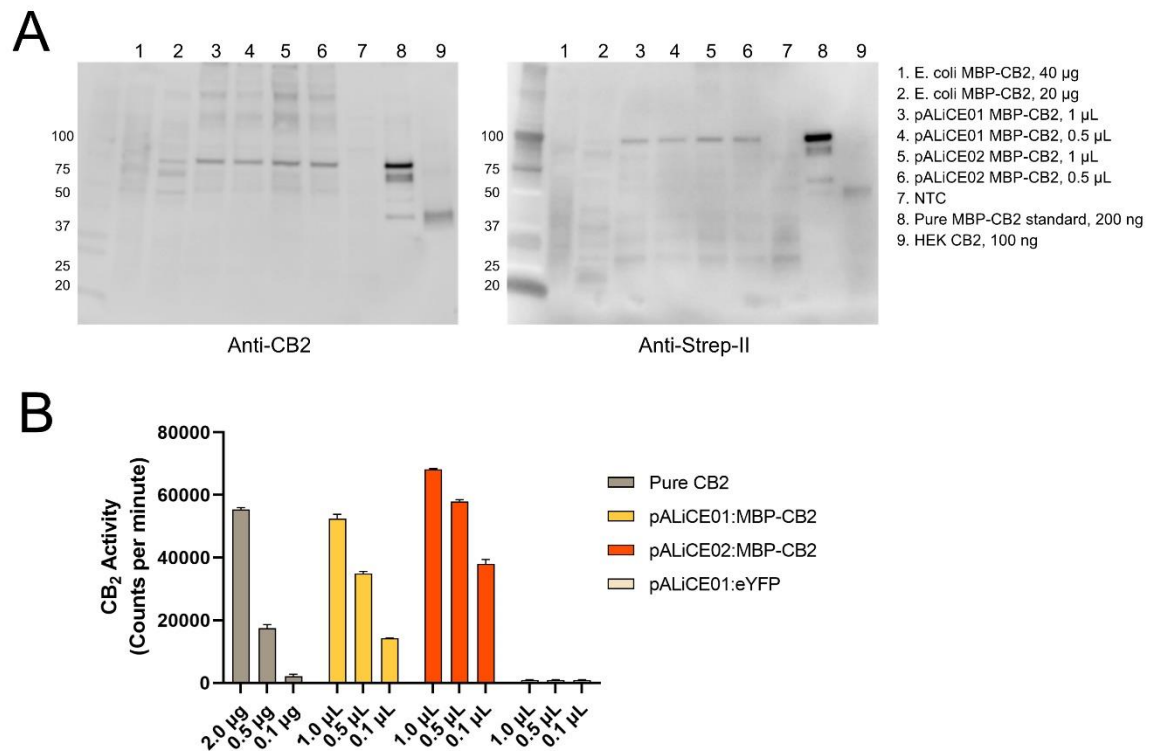 A
1 2 3 4 5 6 7 8 9
100
75
50
37
25
20
Anti-CB2
1 2 3 4 5 6 7 8 9
100
75
50
37
25
20
Anti-Strep-II
1. E. coli MBP-CB2, 40 µg
2. E. coli MBP-CB2, 20 µg
3. pALiCE01 MBP-CB2, 1 µL
4. pALiCE01 MBP-CB2, 0.5 µL
5. pALiCE02 MBP-CB2, 1 µL
6. pALiCE02 MBP-CB2, 0.5 µL
7. NTC
8. Pure MBP-CB2 standard, 200 ng
9. HEK CB2, 100 ng
B
CB2 Activity
(Counts per minute)
80000
60000
40000
20000
0
2.0 µg
0.5 µg
0.1 µg
1.0 µL
0.5 µL
0.1 µL
1.0 µL
0.5 µL
0.1 µL
1.0 µL
0.5 µL
0.1 µL
Pure CB2
pALiCE01:MBP-CB2
pALiCE02:MBP-CB2
pALiCE01:eYFP